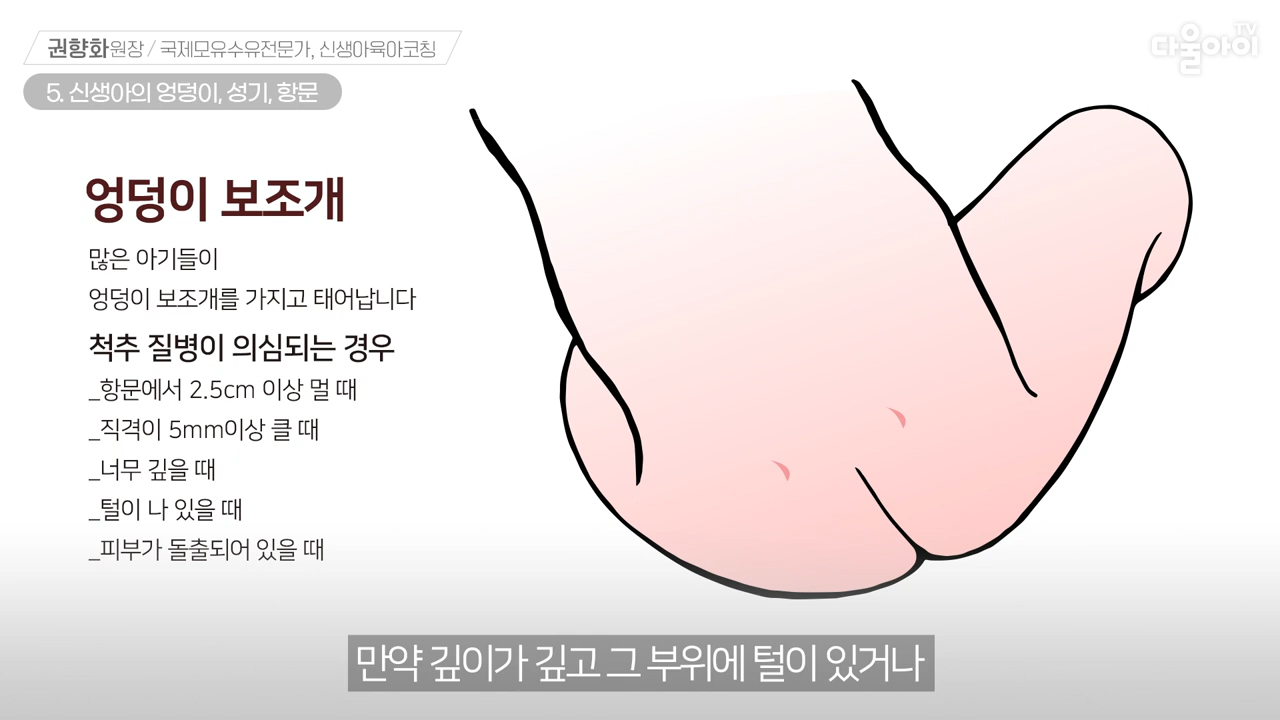 권향화원장 / 국제모유수유전문가, 신생아육아코칭
다울아이 TV
5. 신생아의 엉덩이, 성기, 항문
엉덩이 보조개
많은 아기들이
엉덩이 보조개를 가지고 태어납니다
척추 질병이 의심되는 경우
_항문에서 2.5cm 이상 멀 때
_직격이 5mm이상 클 때
_너무 깊을 때
_털이 나 있을 때
_피부가 돌출되어 있을 때
만약 깊이가 깊고 그 부위에 털이 있거나